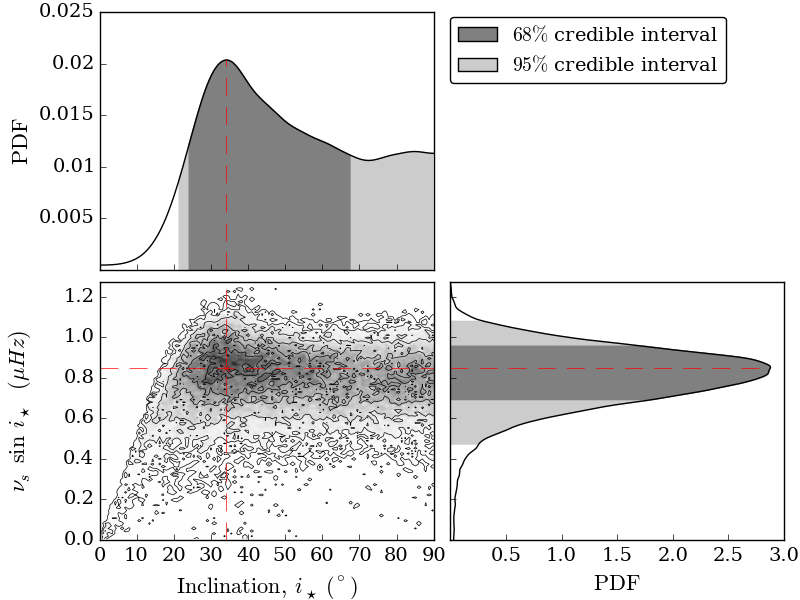 0.025
0.02
0.015
0.01
0.005
PDF
68% credible interval
95% credible interval
1.2
1.0
0.8
0.6
0.4
0.2
0.0
ν_s sin i_⋆ (μHz)
0 10 20 30 40 50 60 70 80 90
Inclination, i_⋆ (°)
0.5 1.0 1.5 2.0 2.5 3.0
PDF